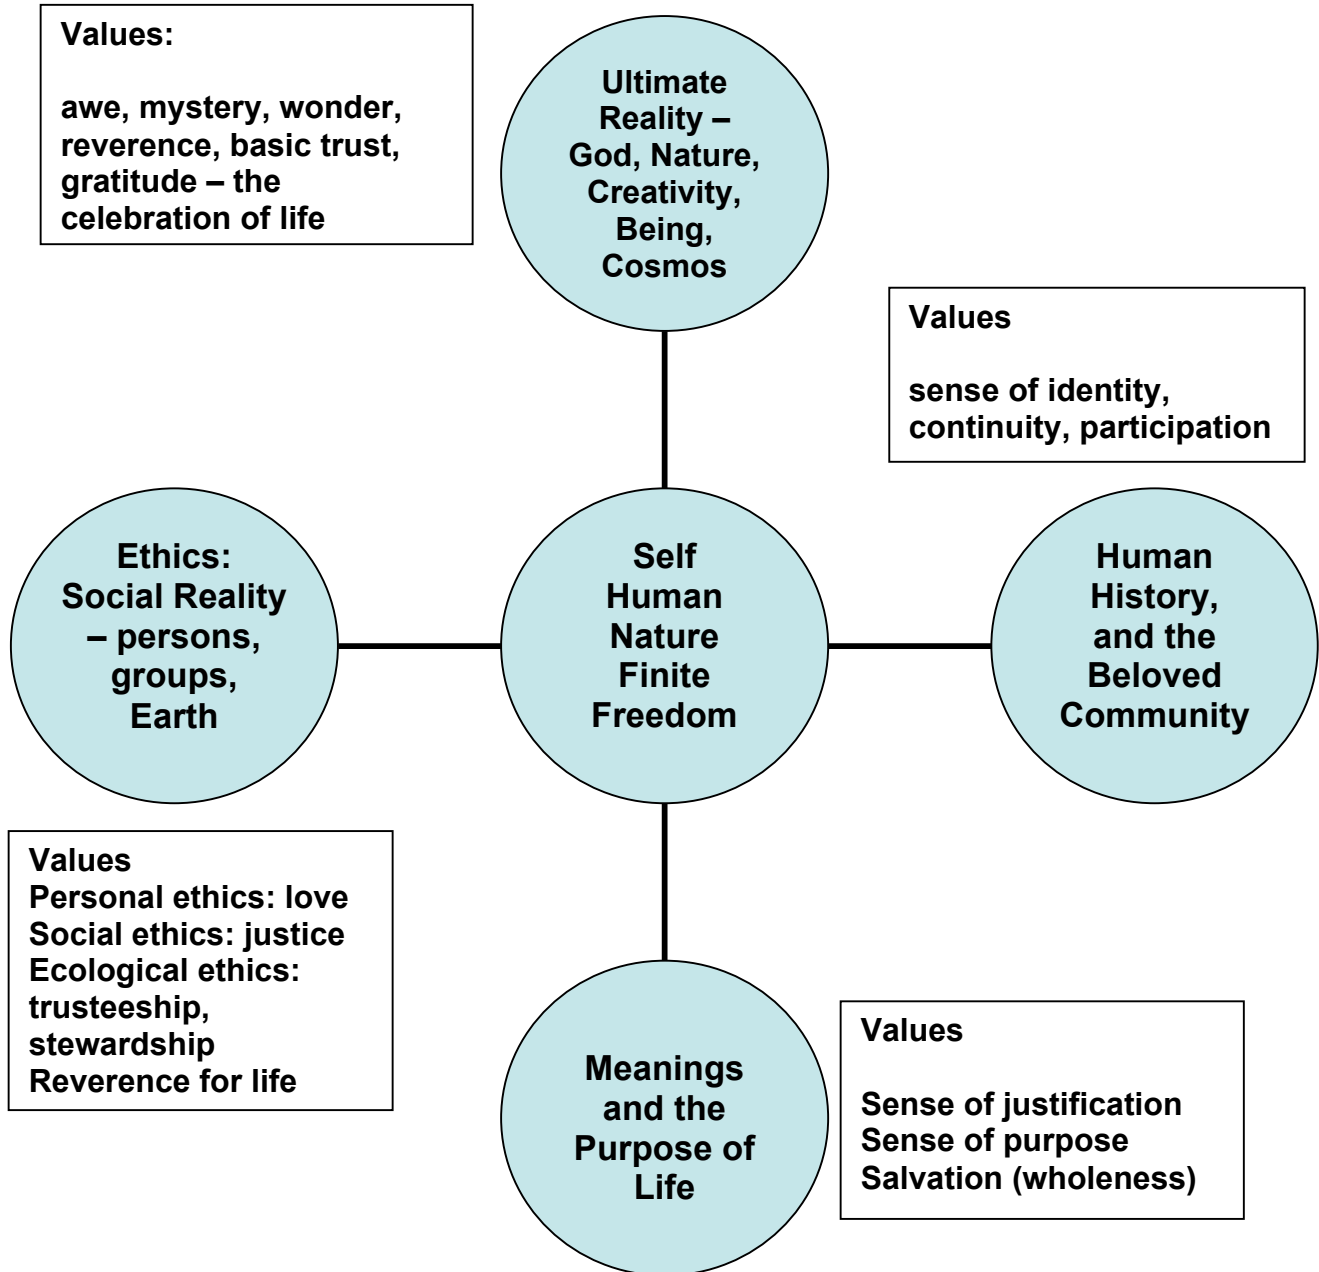 Values:
awe, mystery, wonder,
reverence, basic trust,
gratitude – the
celebration of life
Ultimate
Reality –
God, Nature,
Creativity,
Being,
Cosmos
Values
sense of identity,
continuity, participation
Ethics:
Social Reality
– persons,
groups,
Earth
Self
Human
Nature
Finite
Freedom
Human
History,
and the
Beloved
Community
Values
Personal ethics: love
Social ethics: justice
Ecological ethics:
trusteeship,
stewardship
Reverence for life
Meanings
and the
Purpose of
Life
Values
Sense of justification
Sense of purpose
Salvation (wholeness)